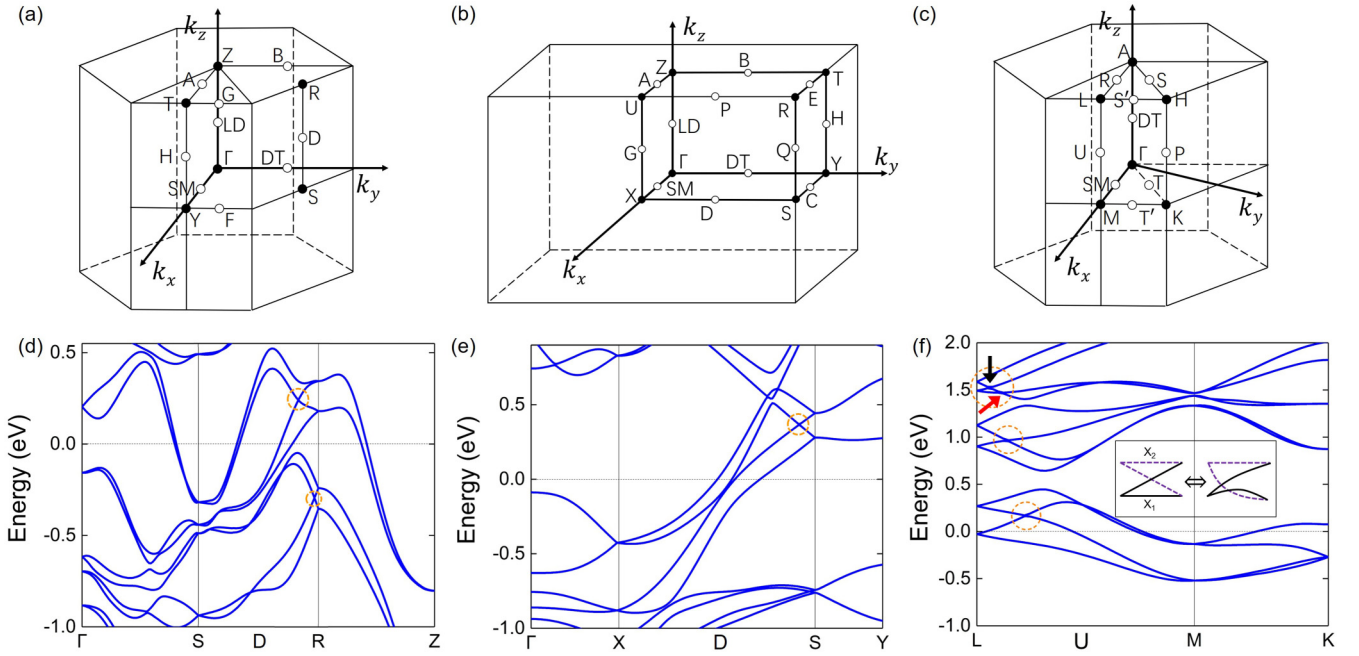 (a)
k_z
Z
B
A
T
G
R
LD
H
D
Γ
DT
k_y
SM
S
Y
F
k_x
(b)
k_z
B
Z
T
A
U
P
R
E
LD
H
G
Q
Γ
DT
Y
k_y
X
SM
D
S
C
k_x
(c)
k_z
A
R
S
L
S′
H
DT
U
Γ
P
SM
T
M
T′
K
k_y
k_x
(d)
Energy (eV)
0.5
0.0
-0.5
-1.0
Γ
S
D
R
Z
(e)
Energy (eV)
0.5
0.0
-0.5
-1.0
Γ
X
D
S
Y
(f)
Energy (eV)
2.0
1.5
1.0
0.5
0.0
-0.5
-1.0
X₂
X₁
L
U
M
K